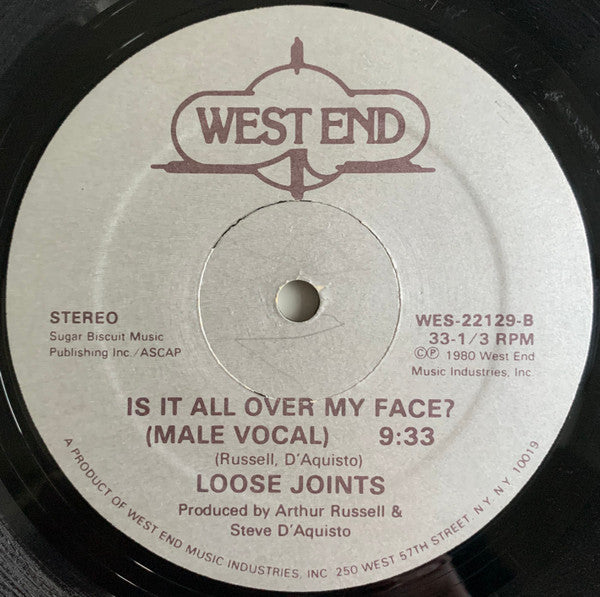 WEST END
STEREO
Sugar Biscuit Music
Publishing Inc./ASCAP
WES-22129-B
33-1/3 RPM
©℗ 1980 West End
Music Industries, Inc.
IS IT ALL OVER MY FACE?
(MALE VOCAL) 9:33
(Russell, D'Aquisto)
LOOSE JOINTS
Produced by Arthur Russell &
Steve D'Aquisto
A PRODUCT OF WEST END MUSIC INDUSTRIES, INC 250 WEST 57TH STREET, N.Y. N.Y. 10019